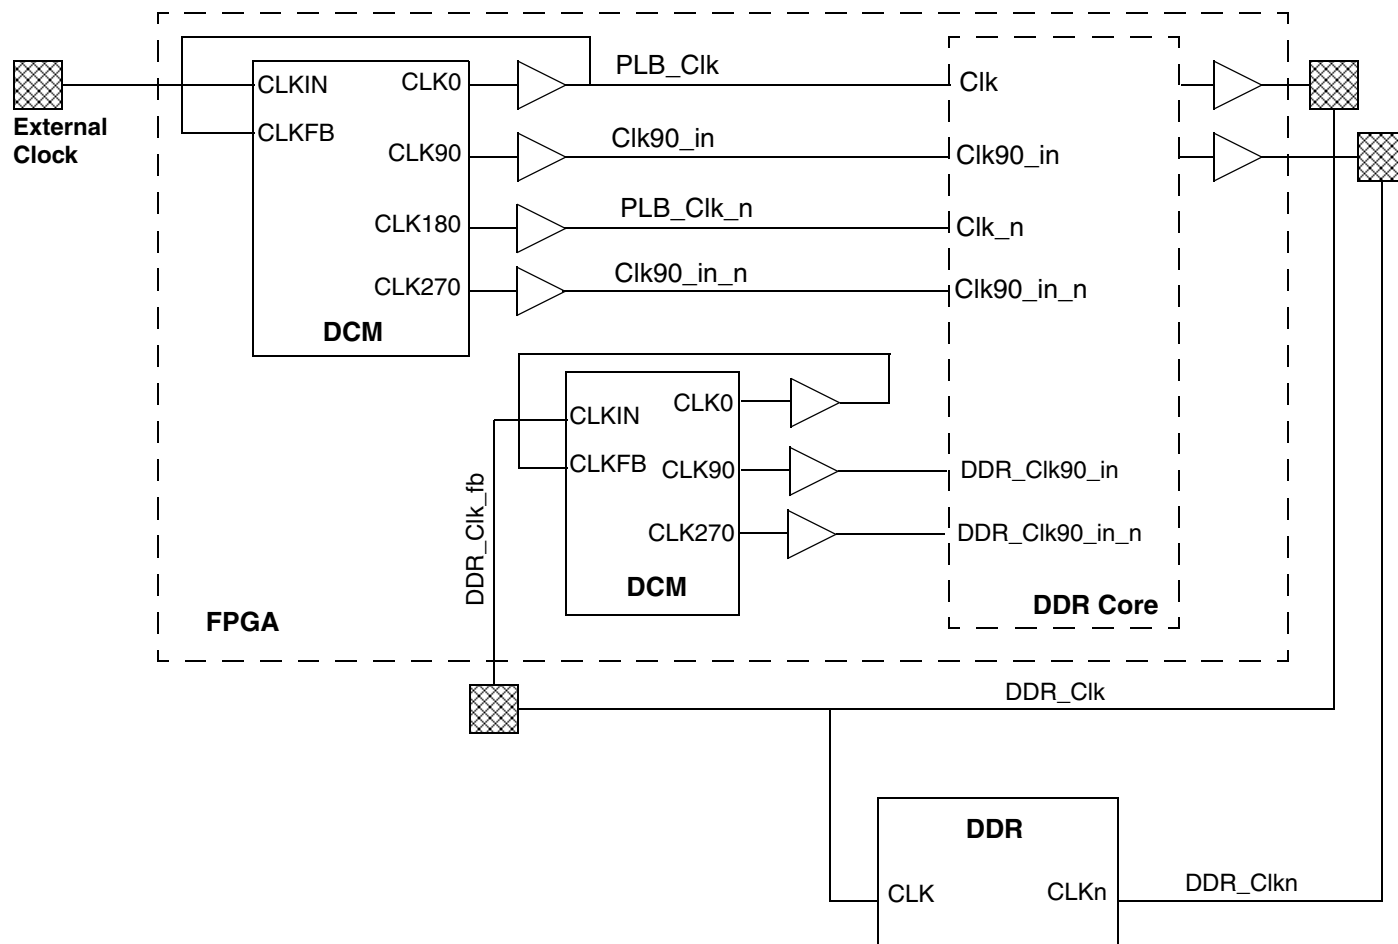 PLB_Clk
CLKIN
CLK0
Clk
External
Clock
CLKFB
Clk90_in
CLK90
Clk90_in
PLB_Clk_n
CLK180
Clk_n
Clk90_in_n
CLK270
Clk90_in_n
DCM
CLKIN
CLK0
CLKFB
CLK90
DDR_Clk90_in
DDR_Clk_fb
CLK270
DDR_Clk90_in_n
DCM
DDR Core
FPGA
DDR_Clk
DDR
CLK
CLKn
DDR_Clkn